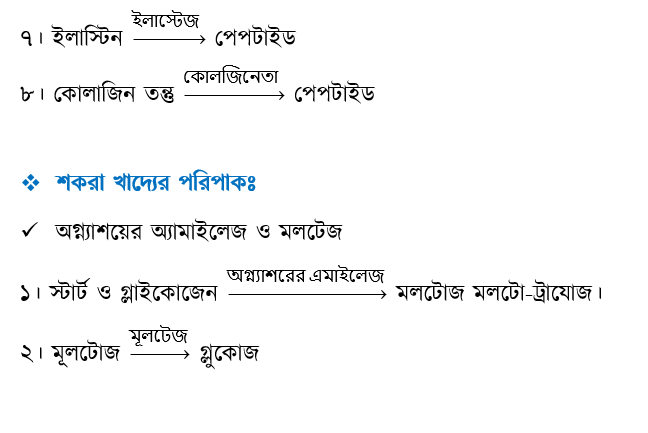 ইলাস্টেজ
৭। ইলাস্টিন ⟶ পেপটাইড
কোলজিনেতা
৮। কোলাজিন তন্তু ⟶ পেপটাইড
❖ শকরা খাদ্যের পরিপাকঃ
✓ অগ্ন্যাশয়ের অ্যামাইলেজ ও মলটেজ
অগ্ন্যাশরের এমাইলেজ
১। স্টার্ট ও গ্লাইকোজেন ⟶ মলটোজ মলটো-ট্রাযোজ।
মূলটেজ
২। মূলটোজ ⟶ গ্লুকোজ